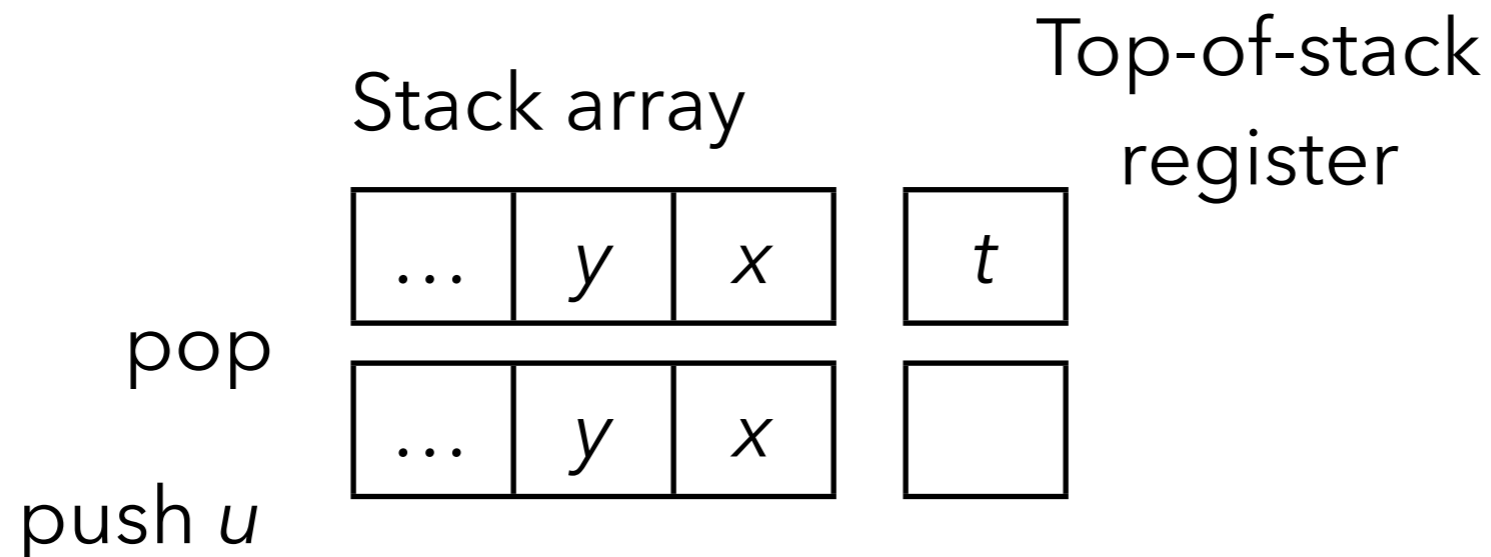 Top-of-stack
register
Stack array
… y x t
pop
… y x
push u